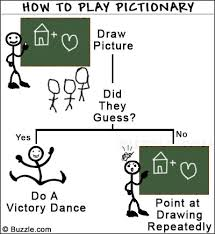 HOW TO PLAY PICTIONARY
Draw
Picture
Did
They
Guess?
Yes
No
Do A
Victory Dance
Point at
Drawing
Repeatedly
© Buzzle.com